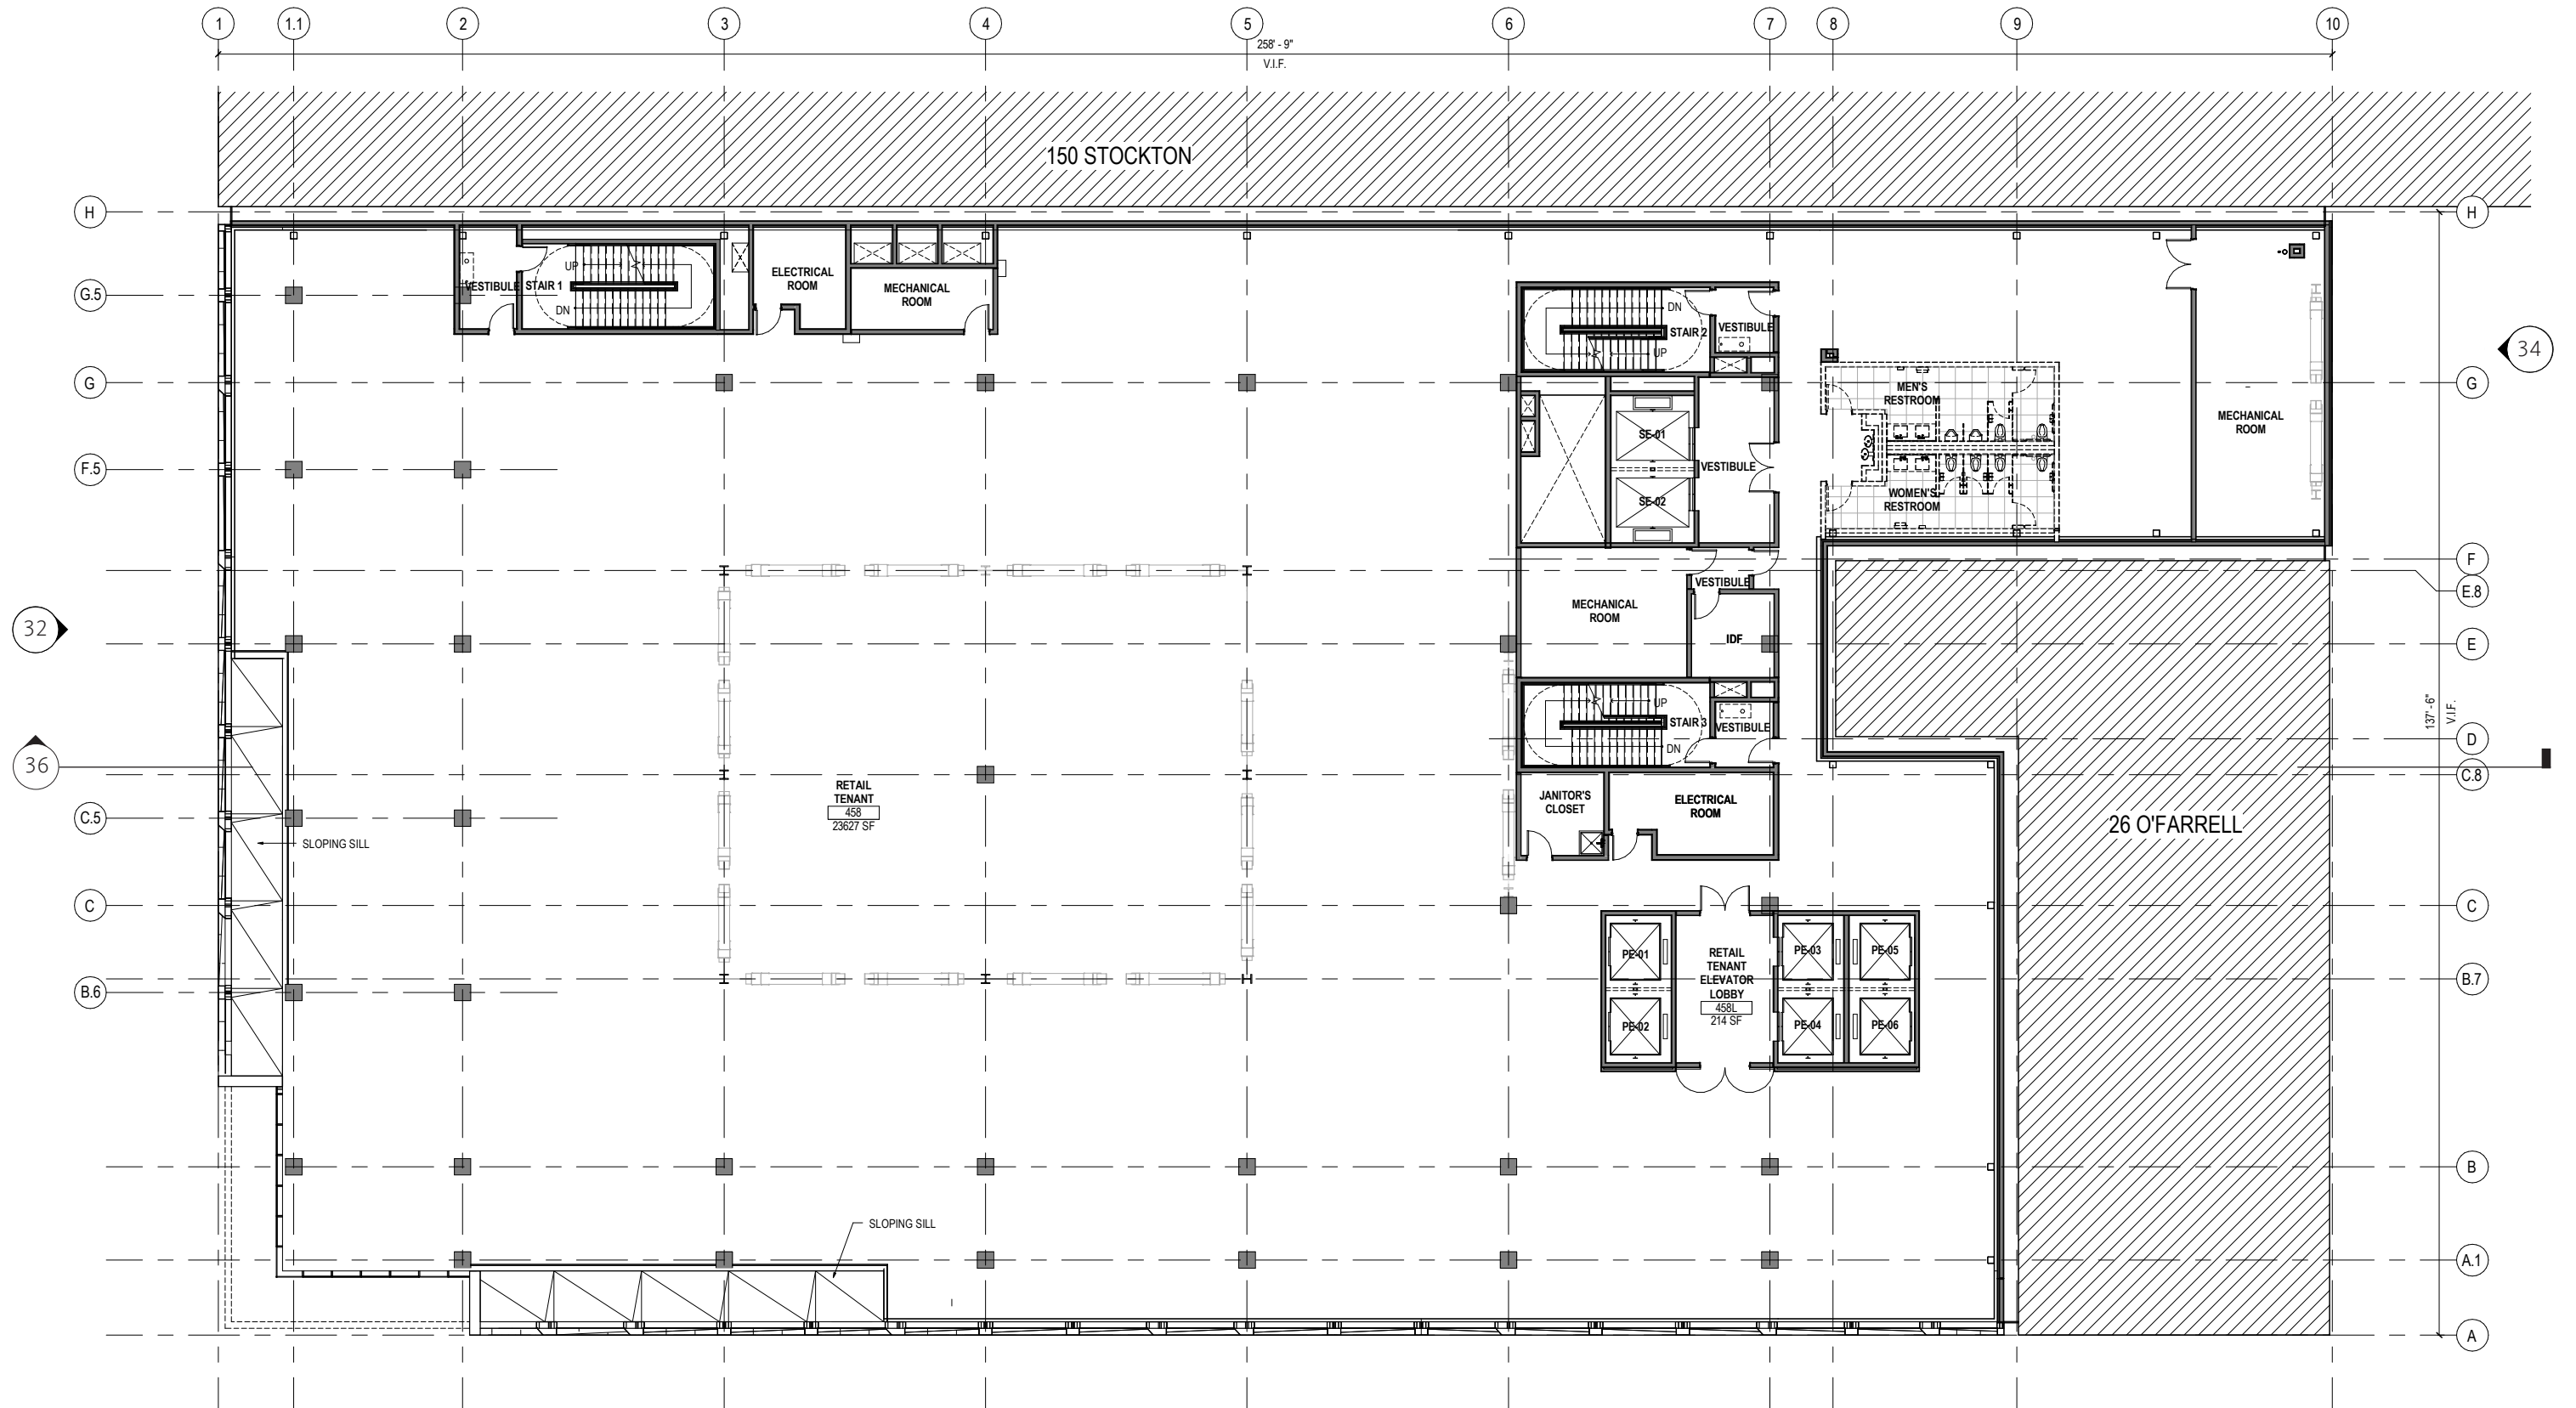 1 1.1 2 3 4 5 6 7 8 9 10
258' - 9"
V.I.F.
150 STOCKTON
H H
UP
ELECTRICAL
ROOM
MECHANICAL
ROOM
G.5
VESTIBULE STAIR 1
DN
DN
STAIR 2
VESTIBULE
UP
34
G G
MEN'S
RESTROOM
MECHANICAL
ROOM
SE-01
F.5
VESTIBULE
SE-02
WOMEN'S
RESTROOM
F
VESTIBULE
E.8
MECHANICAL
ROOM
32
IDF
E
UP
STAIR 3
VESTIBULE
DN
137' - 6"
V.I.F.
D
36
C.8
RETAIL
TENANT
458
23627 SF
JANITOR'S
CLOSET
ELECTRICAL
ROOM
C.5
26 O'FARRELL
SLOPING SILL
C C
PE-01
RETAIL
TENANT
ELEVATOR
LOBBY
458L
214 SF
PE-03
PE-05
B.6 B.7
PE-02
PE-04
PE-06
B
SLOPING SILL
A.1
A